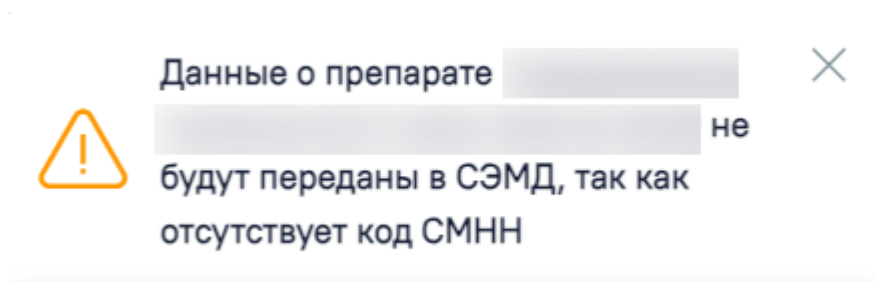 Данные о препарате
не
будут переданы в СЭМД, так как
отсутствует код СМНН